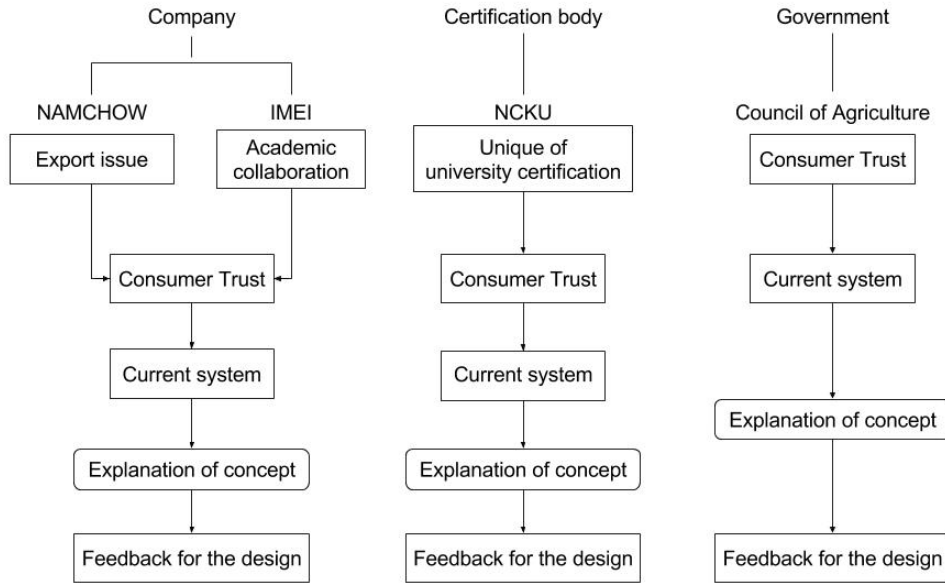 Company
NAMCHOW
IMEI
Export issue
Academic
collaboration
Consumer Trust
Current system
Explanation of concept
Feedback for the design
Certification body
NCKU
Unique of
university certification
Consumer Trust
Current system
Explanation of concept
Feedback for the design
Government
Council of Agriculture
Consumer Trust
Current system
Explanation of concept
Feedback for the design